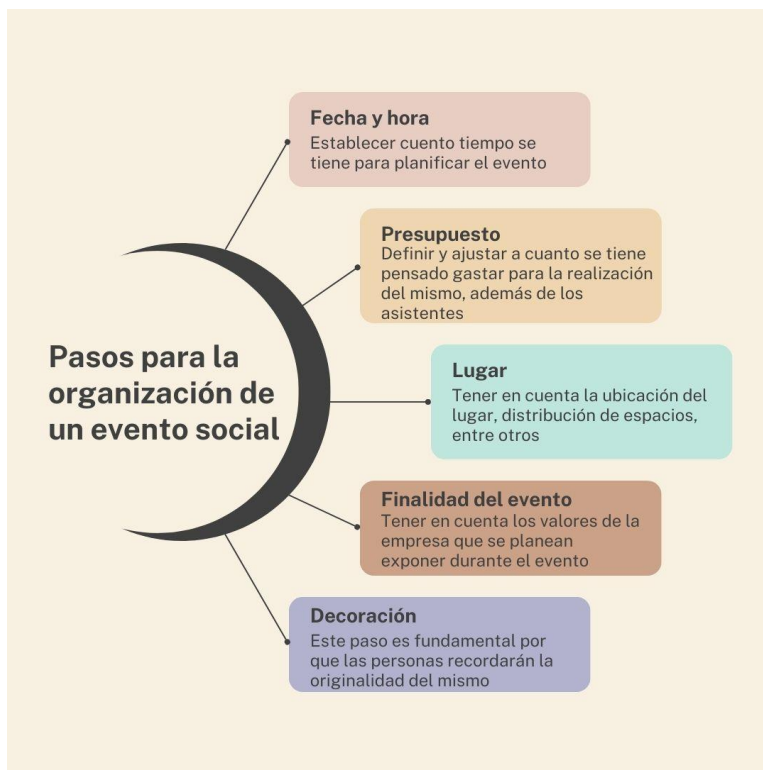 Fecha y hora
Establecer cuento tiempo se
tiene para planificar el evento
Presupuesto
Definir y ajustar a cuanto se tiene
pensado gastar para la realización
del mismo, además de los
asistentes
Pasos para la
organización de
un evento social
Lugar
Tener en cuenta la ubicación del
lugar, distribución de espacios,
entre otros
Finalidad del evento
Tener en cuenta los valores de la
empresa que se planean
exponer durante el evento
Decoración
Este paso es fundamental por
que las personas recordarán la
originalidad del mismo